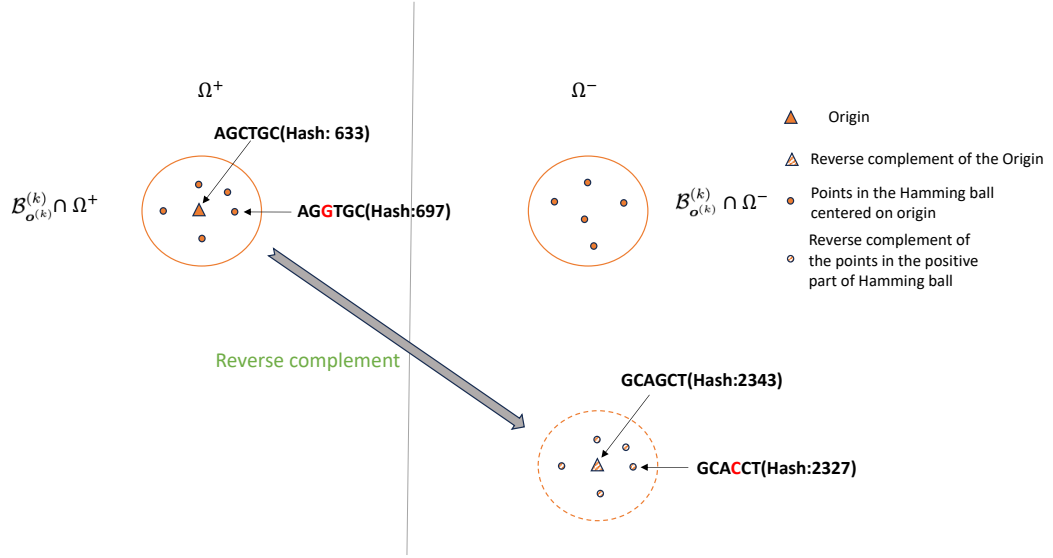 Ω⁺
Ω⁻
AGCTGC(Hash: 633)
Origin
Reverse complement of the Origin
𝓑₍ₒ₍ₖ₎₎⁽ᵏ⁾ ∩ Ω⁺
AGGTGC(Hash:697)
𝓑₍ₒ₍ₖ₎₎⁽ᵏ⁾ ∩ Ω⁻
Points in the Hamming ball
centered on origin
Reverse complement of
the points in the positive
part of Hamming ball
Reverse complement
GCAGCT(Hash:2343)
GCACCT(Hash:2327)